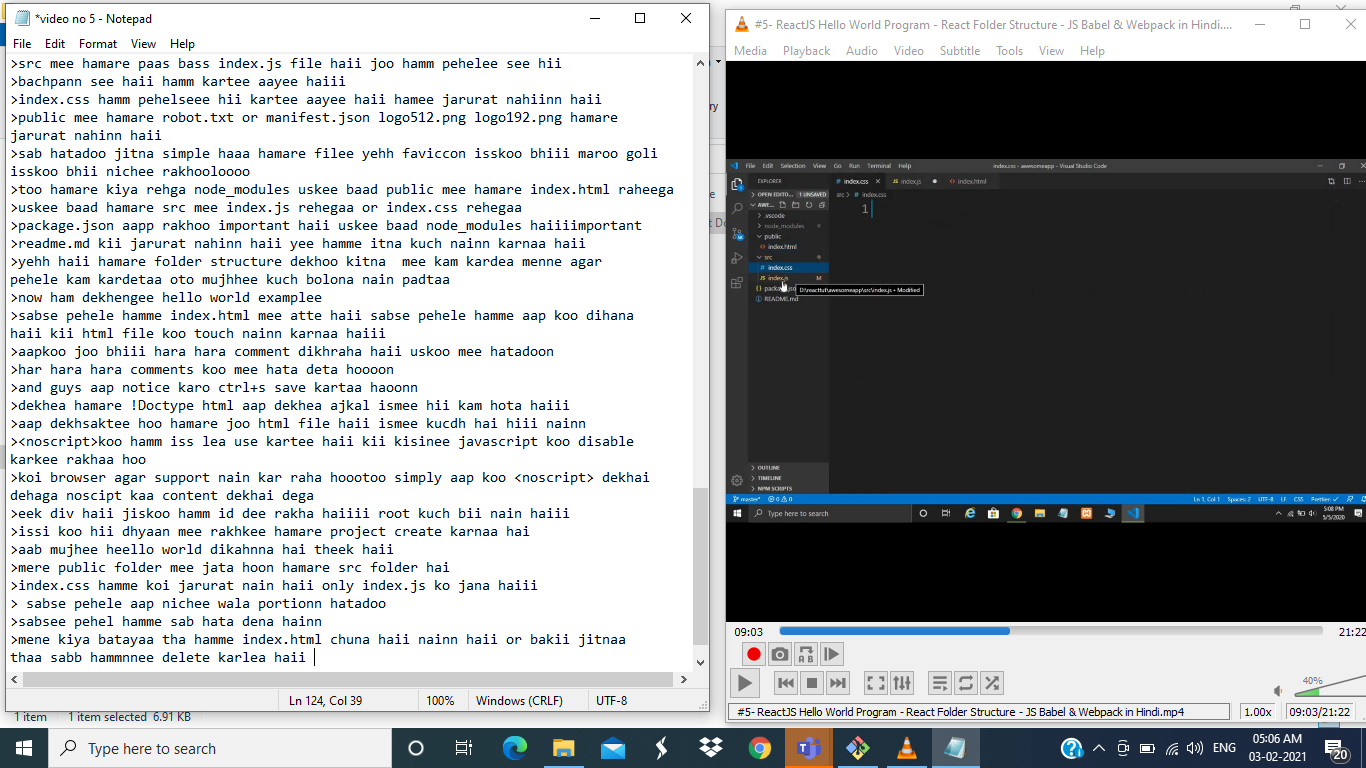 *video no 5 - Notepad
File Edit Format View Help
>src mee hamare paas bass index.js file haii joo hamm pehelee see hii
>bachpann see haii hamm kartee aayee haiii
>index.css hamm pehelseee hii kartee aayee haii hamee jarurat nahiinn haii
>public mee hamare robot.txt or manifest.json logo512.png logo192.png hamare
jarurat nahinn haii
>sab hatadoo jitna simple haaa hamare filee yehh faviccon isskoo bhiii maroo goli
isskoo bhii nichee rakhooloooo
>too hamare kiya rehga node_modules uskee baad public mee hamare index.html raheega
>uskee baad hamare src mee index.js rehegaa or index.css rehegaa
>package.json aapp rakhoo important haii uskee baad node_modules haiiiimportant
>readme.md kii jarurat nahinn haii yee hamme itna kuch nainn karnaa haii
>yehh haii hamare folder structure dekhoo kitna  mee kam kardea menne agar
pehele kam kardetaa oto mujhhee kuch bolona nain padtaa
>now ham dekhengee hello world examplee
>sabse pehele hamme index.html mee atte haii sabse pehele hamme aap koo dihana
haii kii html file koo touch nainn karnaa haiii
>aapkoo joo bhiii hara hara comment dikhraha haii uskoo mee hatadoon
>har hara hara comments koo mee hata deta hoooon
>and guys aap notice karo ctrl+s save kartaa haoonn
>dekhea hamare !Doctype html aap dekhea ajkal ismee hii kam hota haiii
>aap dekhsaktee hoo hamare joo html file haii ismee kucdh hai hiii nainn
><noscript>koo hamm iss lea use kartee haii kii kisinee javascript koo disable
karkee rakhaa hoo
>koi browser agar support nain kar raha hoootoo simply aap koo <noscript> dekhai
dehaga noscipt kaa content dekhai dega
>eek div haii jiskoo hamm id dee rakha haiiii root kuch bii nain haiii
>issi koo hii dhyaan mee rakhkee hamare project create karnaa hai
>aab mujhee heello world dikahnna hai theek haii
>mere public folder mee jata hoon hamare src folder hai
>index.css hamme koi jarurat nain haii only index.js ko jana haiii
> sabse pehele aap nichee wala portionn hatadoo
>sabsee pehel hamme sab hata dena hainn
>mene kiya batayaa tha hamme index.html chuna haii nainn haii or bakii jitnaa
thaa sabb hammnnee delete karlea haii
Ln 124, Col 39 100% Windows (CRLF) UTF-8
1 item 1 item selected 6.91 KB
#5- ReactJS Hello World Program - React Folder Structure - JS Babel & Webpack in Hindi....
Media Playback Audio Video Subtitle Tools View Help
File Edit Selection View Go Run Terminal Help index.css - awesomeapp - Visual Studio Code
EXPLORER
OPEN EDITO... 1 UNSAVED
AWE...
.vscode
node_modules
public
index.html
src
index.css
index.js M
README.md
OUTLINE
TIMELINE
NPM SCRIPTS
index.css index.js index.html
src > index.css
1
D:\reacttut\awesomeapp\src\index.js • Modified
master* 0 0 Ln 1, Col 1 Spaces: 2 UTF-8 LF CSS Prettier
Type here to search
5:08 PM
5/5/2020
09:03 21:22
A B
40%
#5- ReactJS Hello World Program - React Folder Structure - JS Babel & Webpack in Hindi.mp4 1.00x 09:03/21:22
Type here to search
ENG
05:06 AM
03-02-2021
20